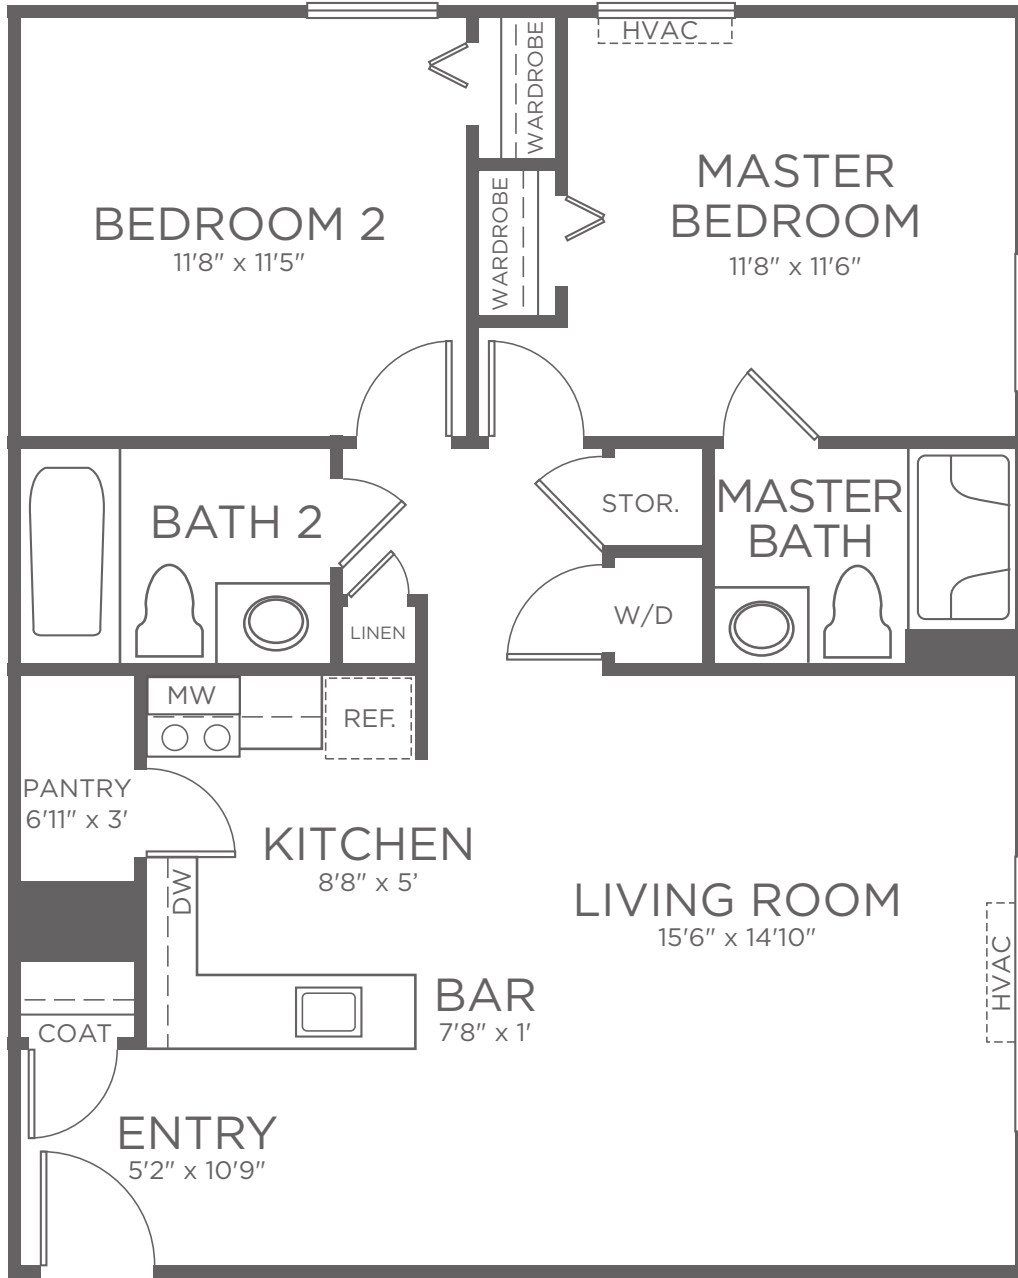 HVAC
WARDROBE
WARDROBE
MASTER
BEDROOM
11'8" x 11'6"
BEDROOM 2
11'8" x 11'5"
STOR.
MASTER
BATH
BATH 2
W/D
LINEN
MW
REF.
PANTRY
6'11" x 3'
KITCHEN
8'8" x 5’
DW
LIVING ROOM
15'6" x 14'10"
HVAC
BAR
7'8" x 1'
COAT
ENTRY
5'2" x 10'9"